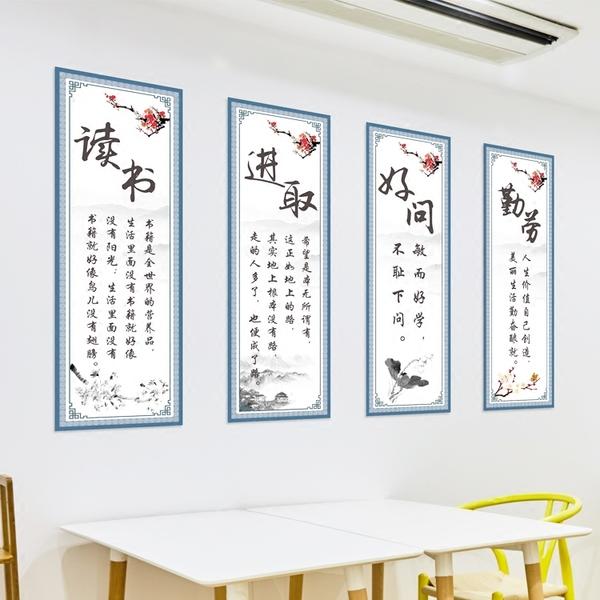 读书
书籍是全世界的营养品，
生活里面没有书籍就好像
没有阳光；生活里面没有
书籍就好像鸟儿没有翅膀。
进取
希望是本无所谓有，
这正如地上的路，
其实地上根本没有路，
走的人多了，也便成了路。
好问
敏而好学，
不耻下问。
勤劳
人生价值自己创造，
美丽生活勤奋酿就。